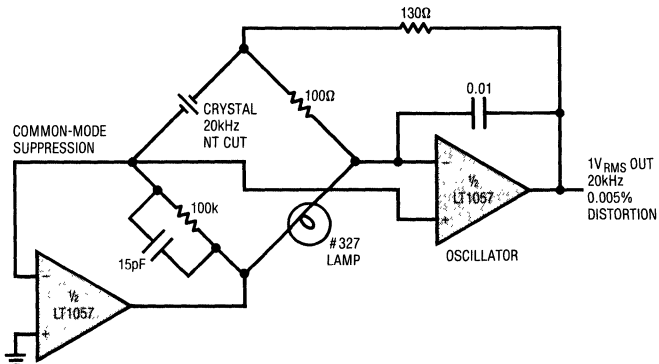 130Ω
100Ω
0.01
CRYSTAL
20kHz
NT CUT
COMMON-MODE
SUPPRESSION
−
½
LT1057
+
1VRMS OUT
20kHz
0.005%
DISTORTION
100k
15pF
#327
LAMP
OSCILLATOR
−
½
LT1057
+